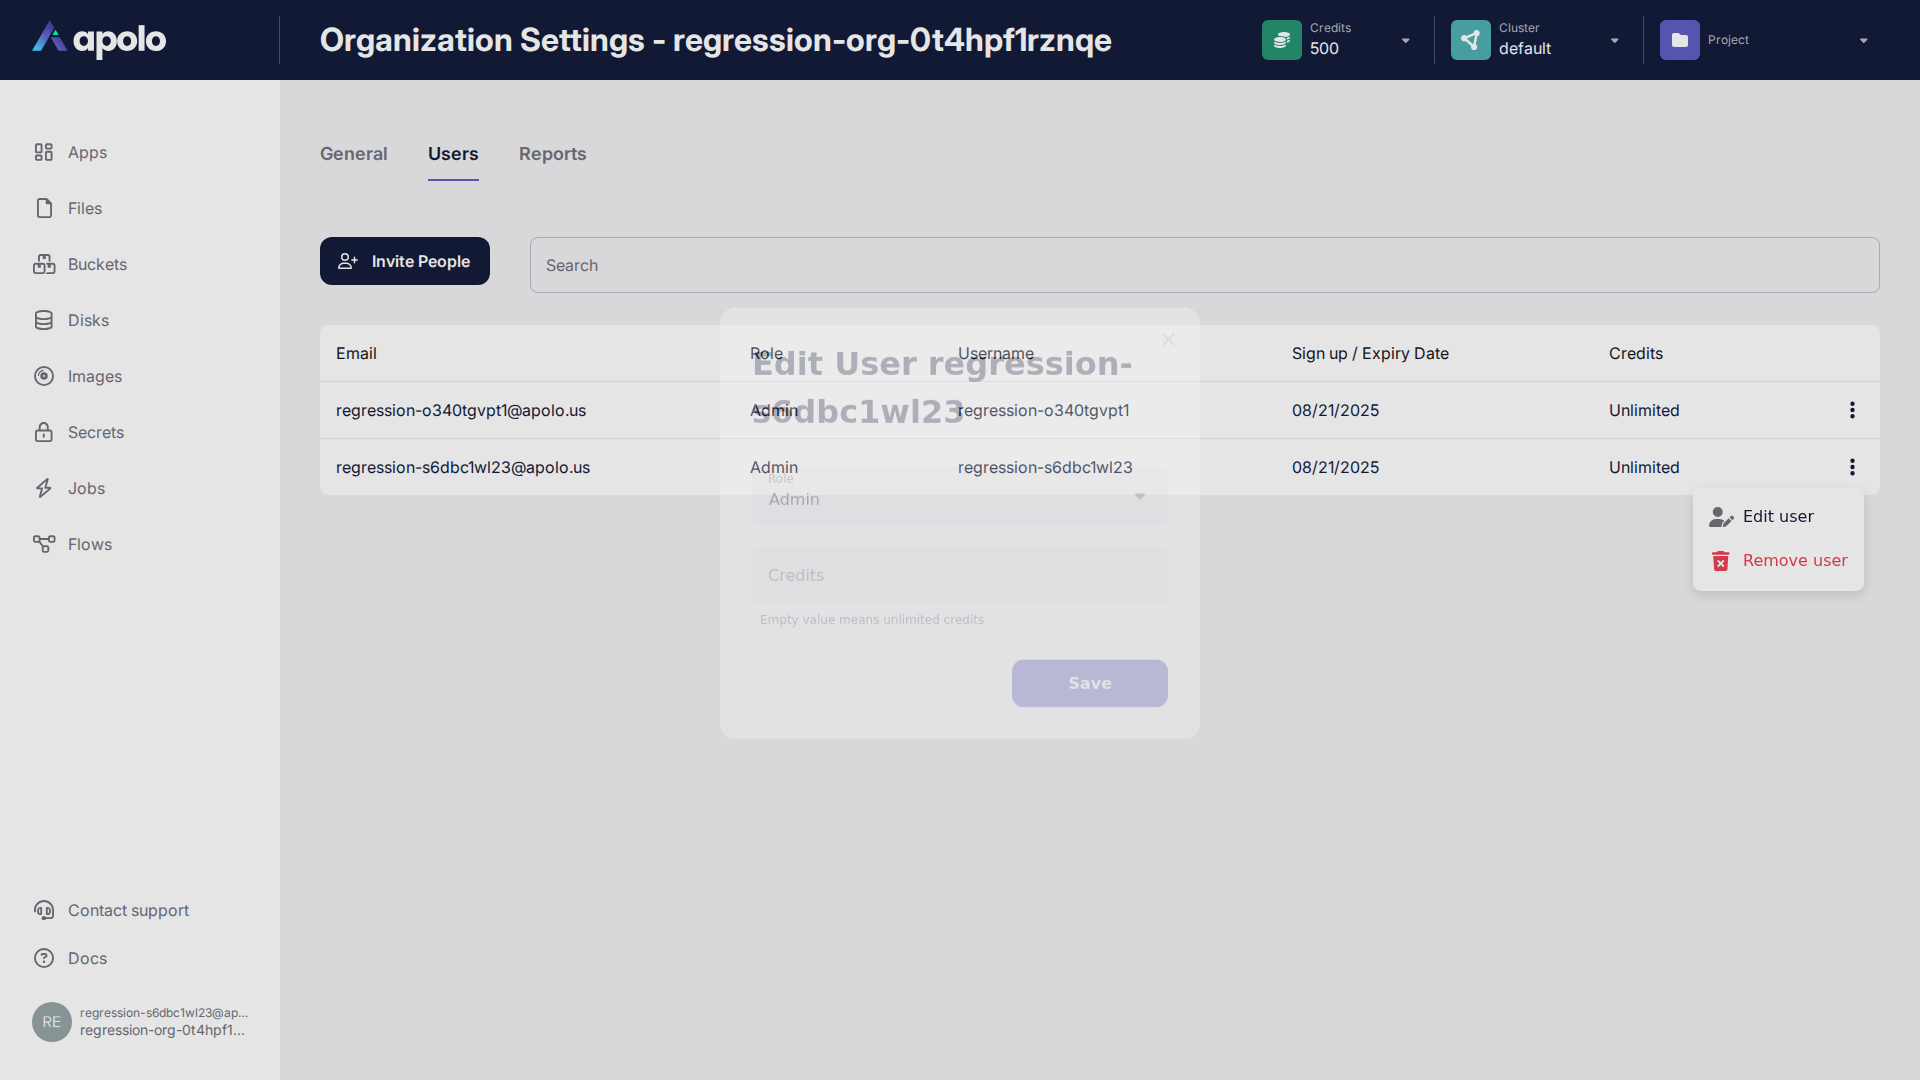 apolo
Organization Settings - regression-org-0t4hpf1rznqe
Credits
500
Cluster
default
Project
Apps
Files
Buckets
Disks
Images
Secrets
Jobs
Flows
Contact support
Docs
RE
regression-s6dbc1wl23@ap...
regression-org-0t4hpf1...
General Users Reports
Invite People
Search
Email Role Username Sign up / Expiry Date Credits
regression-o340tgvpt1@apolo.us Admin regression-o340tgvpt1 08/21/2025 Unlimited
regression-s6dbc1wl23@apolo.us Admin regression-s6dbc1wl23 08/21/2025 Unlimited
Edit user
Remove user
Edit User regression-
s6dbc1wl23
Role
Admin
Credits
Empty value means unlimited credits
Save